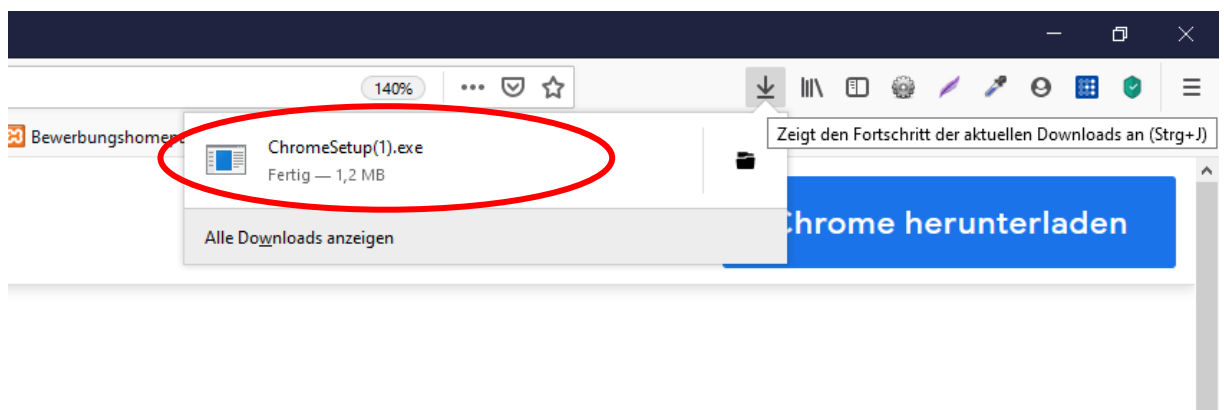 140%
Bewerbungshome
Zeigt den Fortschritt der aktuellen Downloads an (Strg+J)
ChromeSetup(1).exe
Fertig — 1,2 MB
Alle Downloads anzeigen
Chrome herunterladen